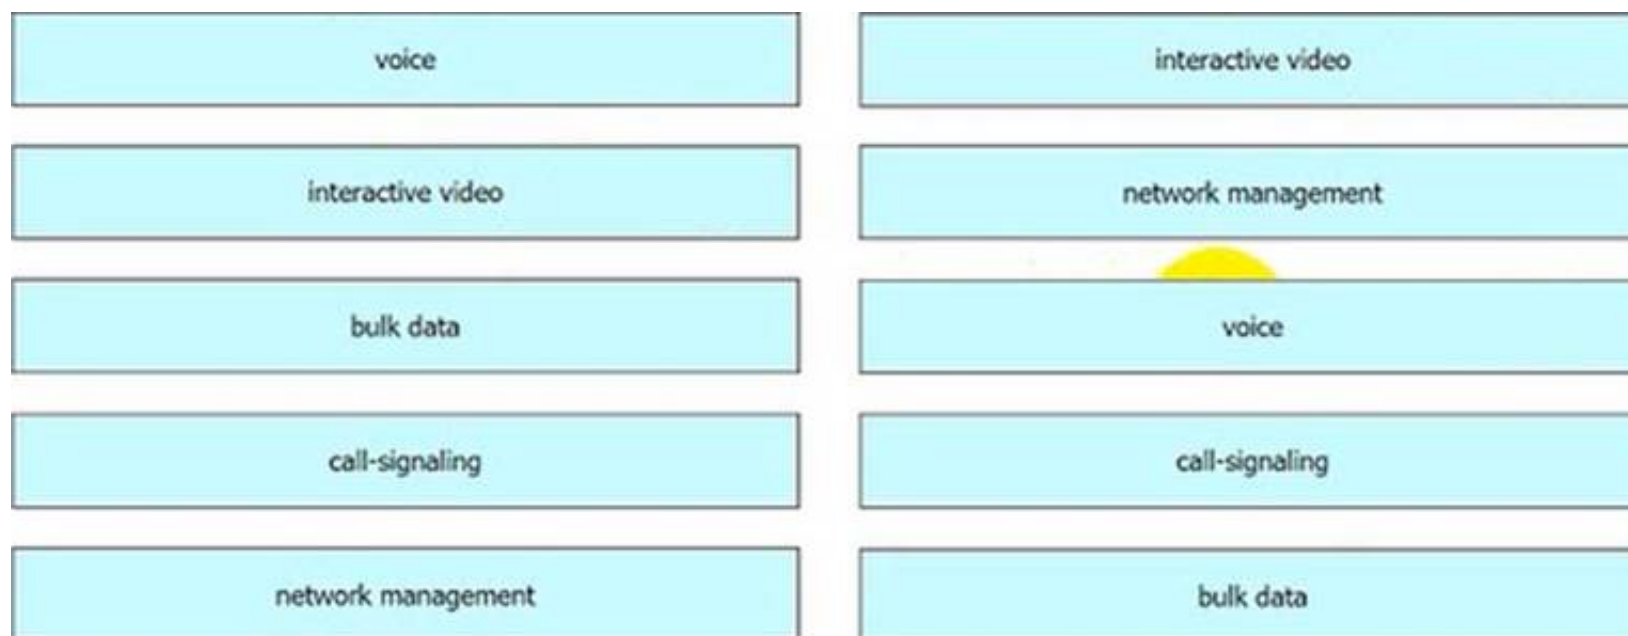 voice
interactive video
bulk data
call-signaling
network management
interactive video
network management
voice
call-signaling
bulk data